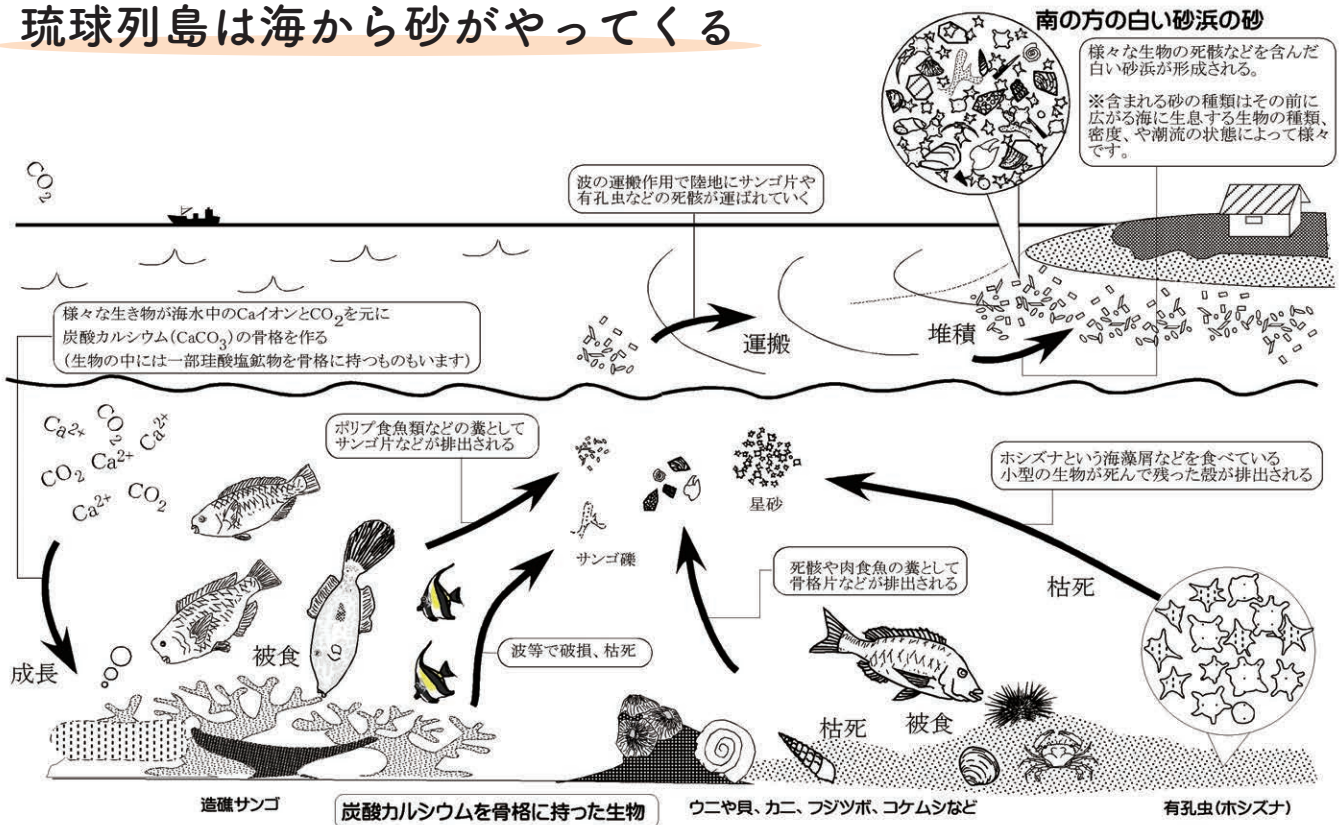 琉球列島は海から砂がやってくる
南の方の白い砂浜の砂
様々な生物の死骸などを含んだ
白い砂浜が形成される。
※含まれる砂の種類はその前に
広がる海に生息する生物の種類、
密度、や潮流の状態によって様々
です。
CO2
波の運搬作用で陸地にサンゴ片や
有孔虫などの死骸が運ばれていく
様々な生き物が海水中のCaイオンとCO2を元に
炭酸カルシウム(CaCO3)の骨格を作る
(生物の中には一部珪酸塩鉱物を骨格に持つものもいます)
運搬
堆積
Ca2+
CO2
Ca2+
CO2
Ca2+
Ca2+
CO2
ポリプ食魚類などの糞として
サンゴ片などが排出される
ホシズナという海藻屑などを食べている
小型の生物が死んで残った殻が排出される
星砂
サンゴ礫
死骸や肉食魚の糞として
骨格片などが排出される
枯死
成長
被食
波等で破損、枯死
枯死
被食
造礁サンゴ
炭酸カルシウムを骨格に持った生物
ウニや貝、カニ、フジツボ、コケムシなど
有孔虫(ホシズナ)